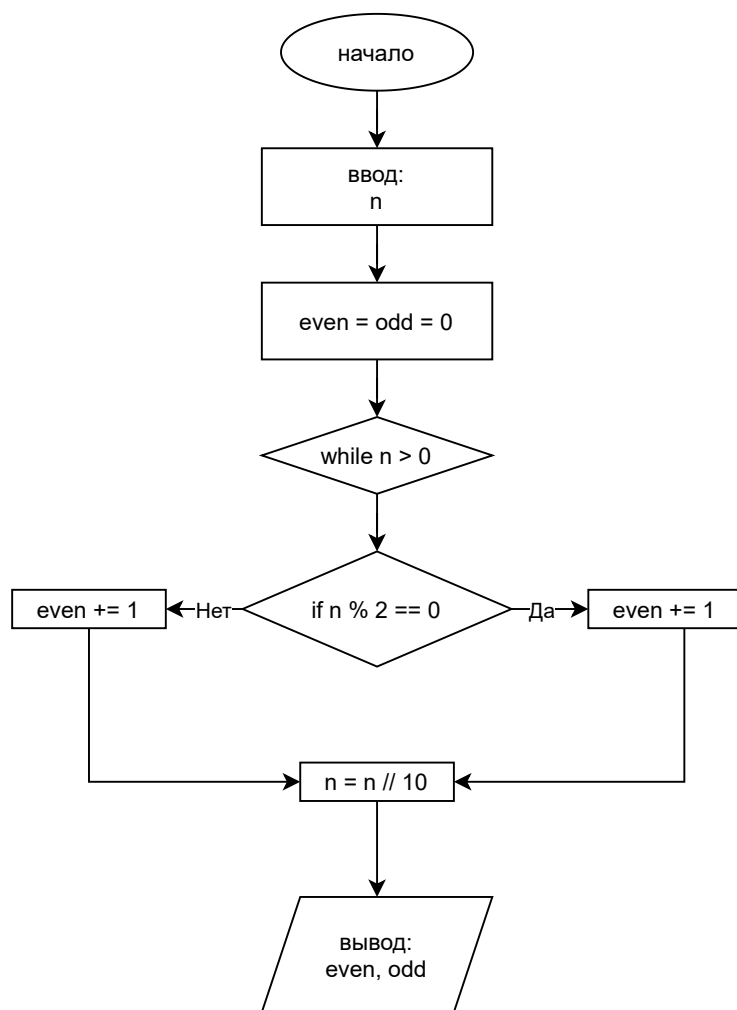 начало
ввод:
n
even = odd = 0
while n > 0
even += 1
Нет
if n % 2 == 0
Да
even += 1
n = n // 10
вывод:
even, odd